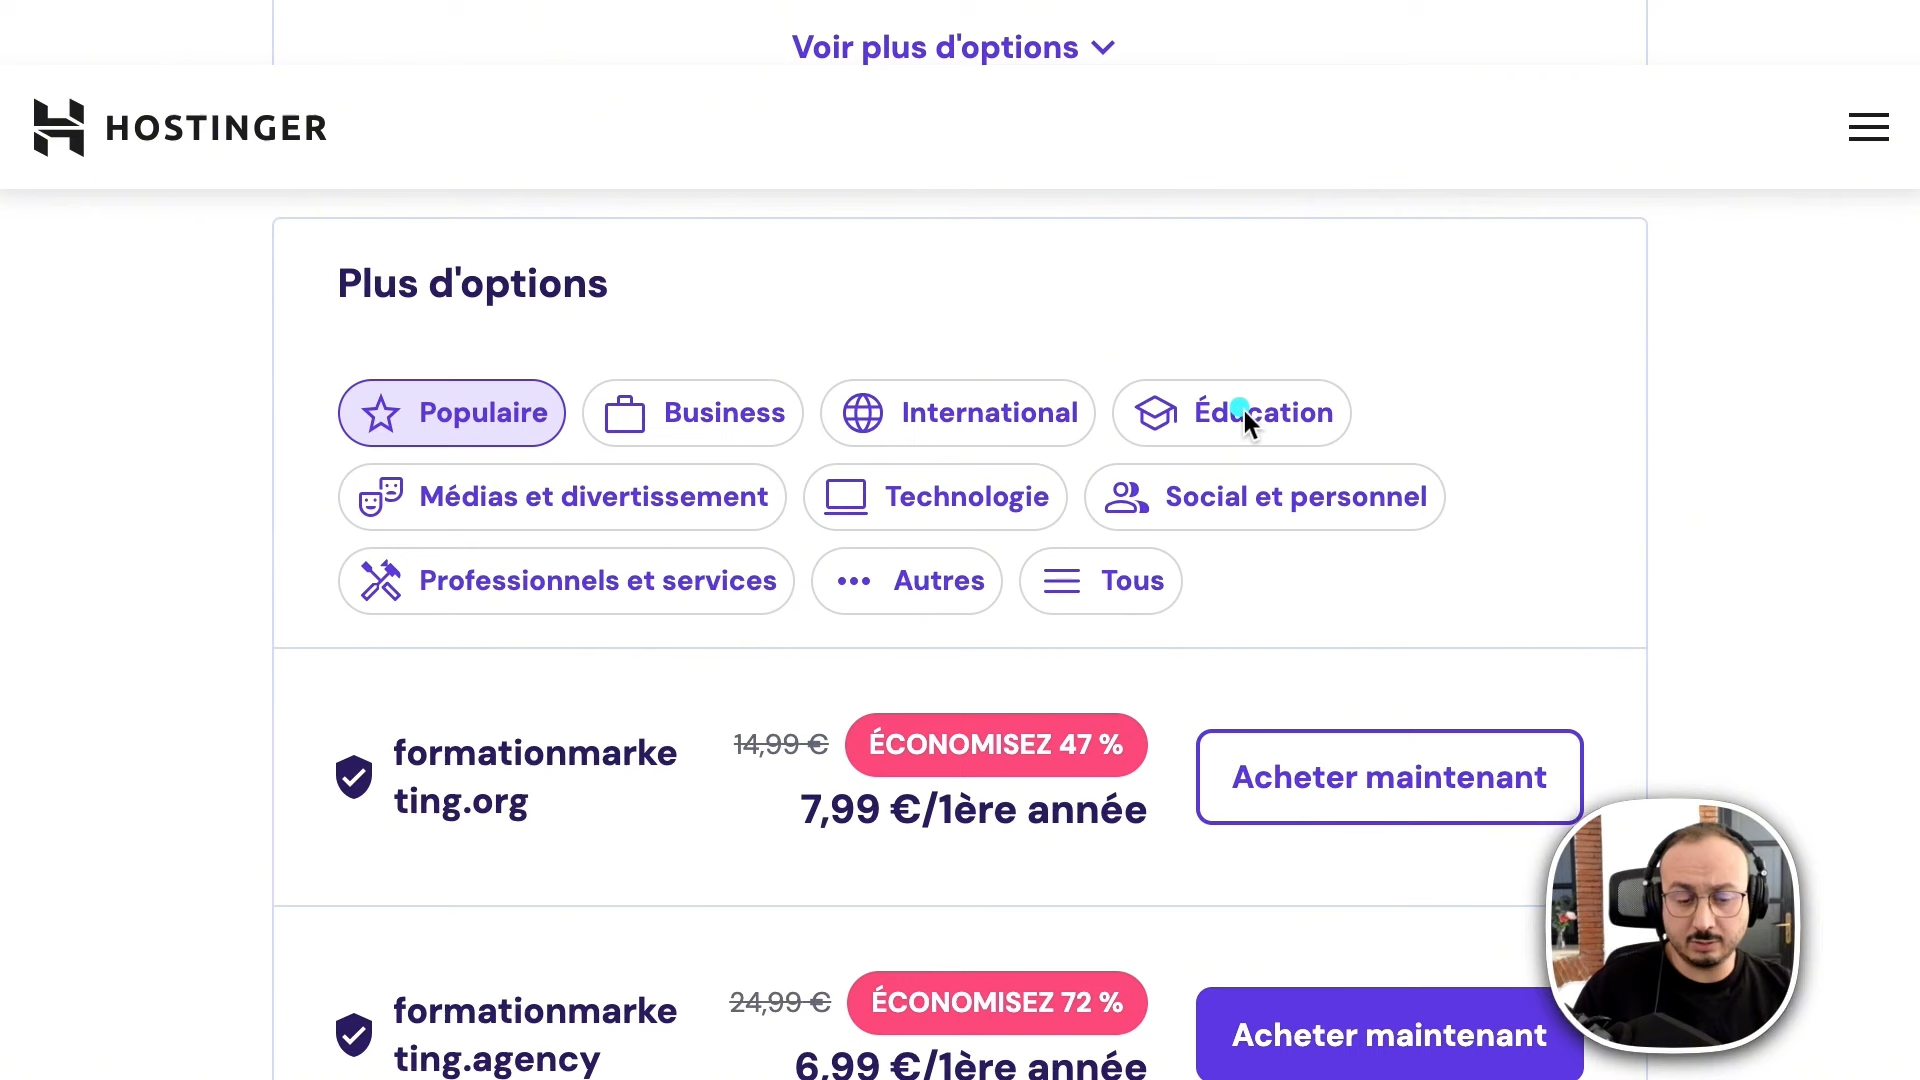 Voir plus d'options
HOSTINGER
Plus d'options
Populaire Business International Éducation
Médias et divertissement Technologie Social et personnel
Professionnels et services Autres Tous
formationmarke
ting.org
14,99 € ÉCONOMISEZ 47 %
7,99 €/1ère année
Acheter maintenant
formationmarke
ting.agency
24,99 € ÉCONOMISEZ 72 %
6,99 €/1ère année
Acheter maintenant